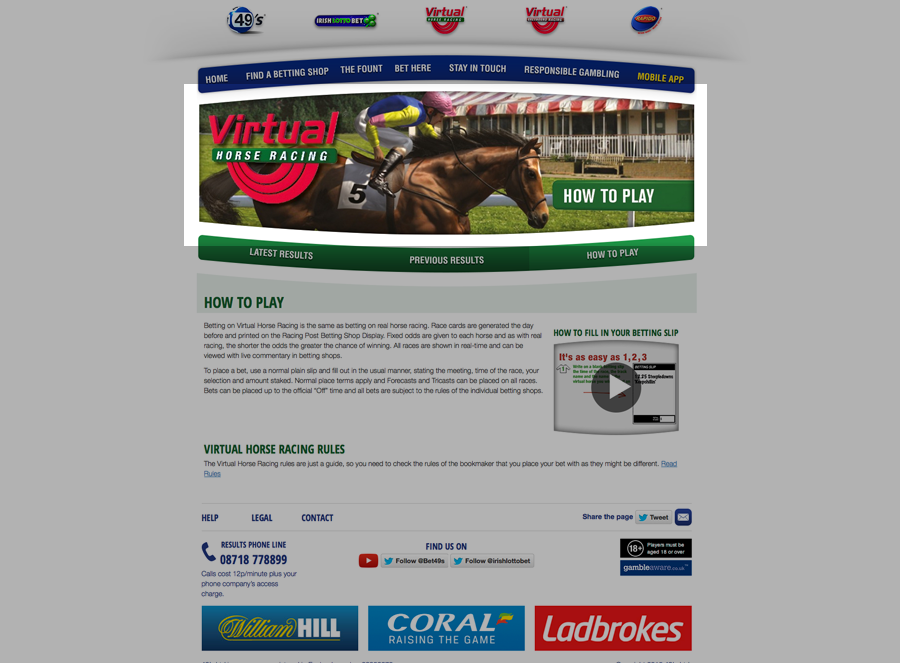 49's
IRISH LOTTO BET
Virtual
HORSE RACING
Virtual
RAPIDO
HOME
FIND A BETTING SHOP
THE FOUNT
BET HERE
STAY IN TOUCH
RESPONSIBLE GAMBLING
MOBILE APP
Virtual
HORSE RACING
5
HOW TO PLAY
LATEST RESULTS
PREVIOUS RESULTS
HOW TO PLAY
HOW TO PLAY
Betting on Virtual Horse Racing is the same as betting on real horse racing. Race cards are generated the day
before and printed on the Racing Post Betting Shop Display. Fixed odds are given to each horse and as with real
racing, the shorter the odds the greater the chance of winning. All races are shown in real-time and can be
viewed with live commentary in betting shops.
To place a bet, use a normal plain slip and fill out in the usual manner, stating the meeting, time of the race, your
selection and amount staked. Normal place terms apply and Forecasts and Tricasts can be placed on all races.
Bets can be placed up to the official "Off" time and all bets are subject to the rules of the individual betting shops.
HOW TO FILL IN YOUR BETTING SLIP
It's as easy as 1,2,3
BETTING SLIP
VIRTUAL HORSE RACING RULES
The Virtual Horse Racing rules are just a guide, so you need to check the rules of the bookmaker that you place your bet with as they might be different. Read
Rules
HELP
LEGAL
CONTACT
Share the page
Tweet
RESULTS PHONE LINE
08718 778899
Calls cost 12p/minute plus your
phone company's access
charge.
FIND US ON
Follow @Bet49s
Follow @irishlottobet
18+
Players must be
aged 18 or over
gambleaware.co.uk
William HILL
CORAL
RAISING THE GAME
Ladbrokes